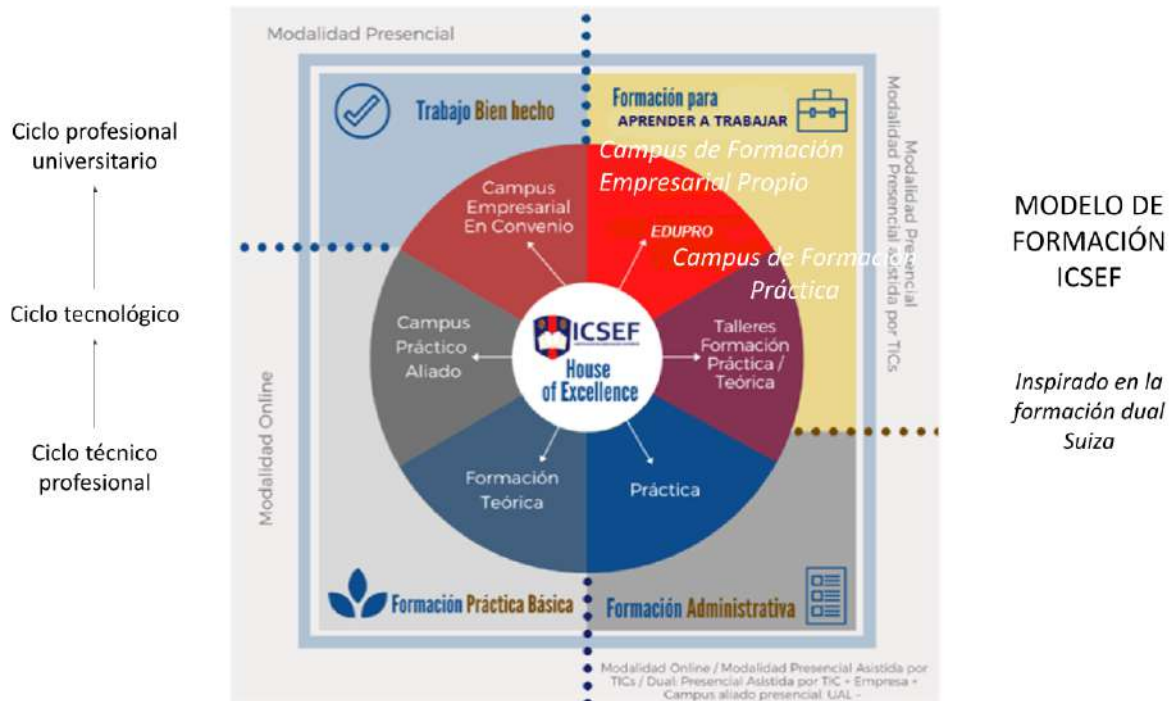 Modalidad Presencial
Ciclo profesional
universitario
Ciclo tecnológico
Ciclo técnico
profesional
Modalidad Online
Trabajo Bien hecho
Formación para
APRENDER A TRABAJAR
Campus de Formación
Empresarial Propio
Campus
Empresarial
En Convenio
EDUPRO
Campus de Formación
Práctica
Campus
Práctico
Aliado
ICSEF
House
of Excellence
Talleres
Formación
Práctica /
Teórica
Formación
Teórica
Práctica
Formación Práctica Básica
Formación Administrativa
Modalidad Presencial
Modalidad Presencial asistida por TICs
Modalidad Online / Modalidad Presencial Asistida por
TICs / Dual: Presencial Asistida por TIC + Empresa +
Campus aliado presencial: UAL -
MODELO DE
FORMACIÓN
ICSEF
Inspirado en la
formación dual
Suiza